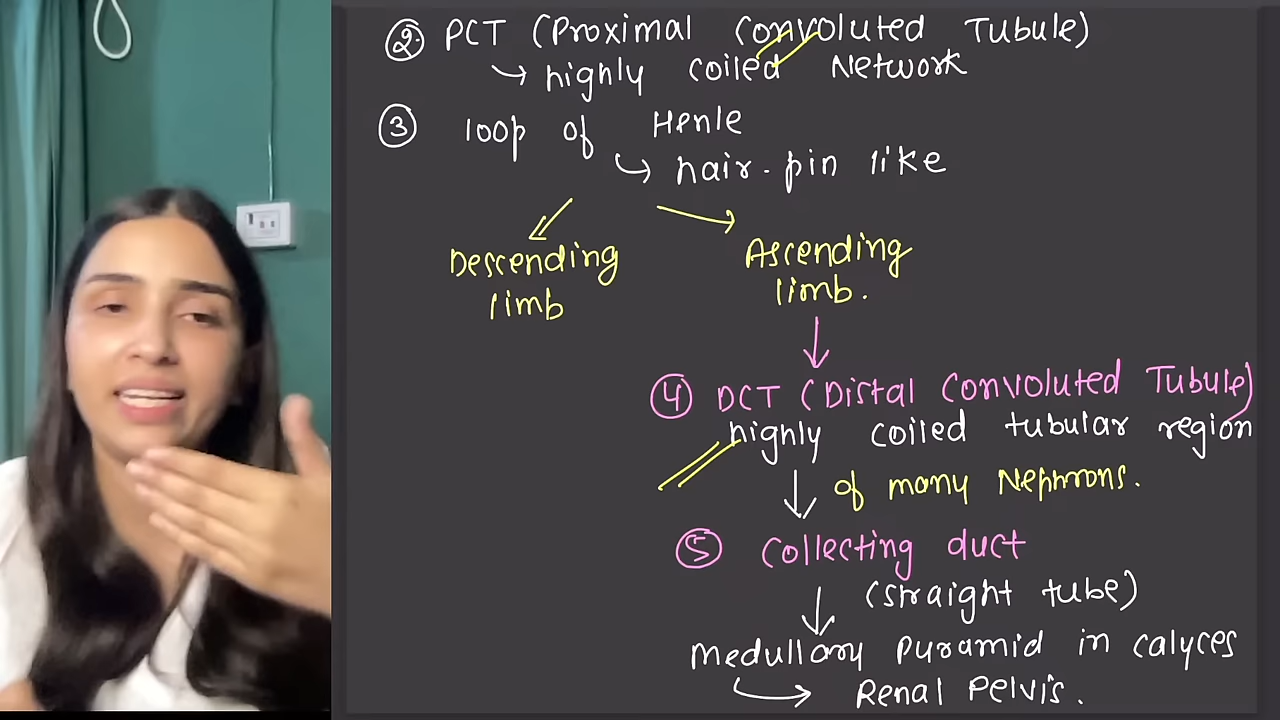 ② PCT (Proximal Convoluted Tubule)
↳ highly coiled Network
③ loop of Henle
↳ hair-pin like
Descending limb
Ascending limb.
④ DCT (Distal Convoluted Tubule)
highly coiled tubular region
of many Nephrons.
⑤ Collecting duct
(straight tube)
Medullary pyramid in calyces
Renal Pelvis.